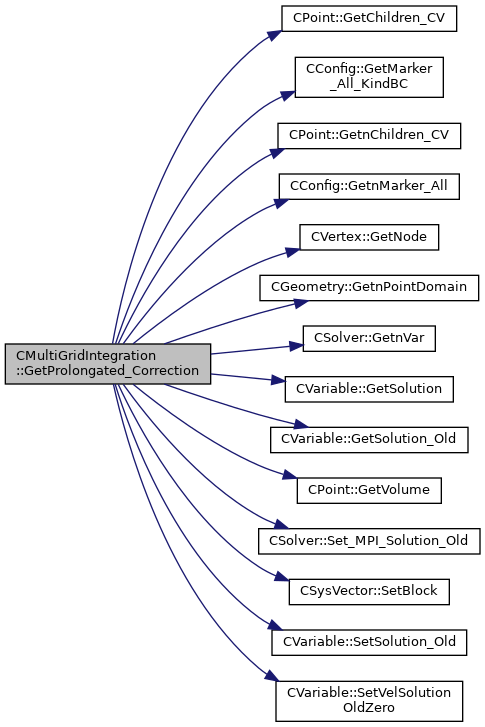 CPoint::GetChildren_CV
CConfig::GetMarker
_All_KindBC
CPoint::GetnChildren_CV
CConfig::GetnMarker_All
CVertex::GetNode
CGeometry::GetnPointDomain
CSolver::GetnVar
CMultiGridIntegration
::GetProlongated_Correction
CVariable::GetSolution
CVariable::GetSolution_Old
CPoint::GetVolume
CSolver::Set_MPI_Solution_Old
CSysVector::SetBlock
CVariable::SetSolution_Old
CVariable::SetVelSolution
OldZero